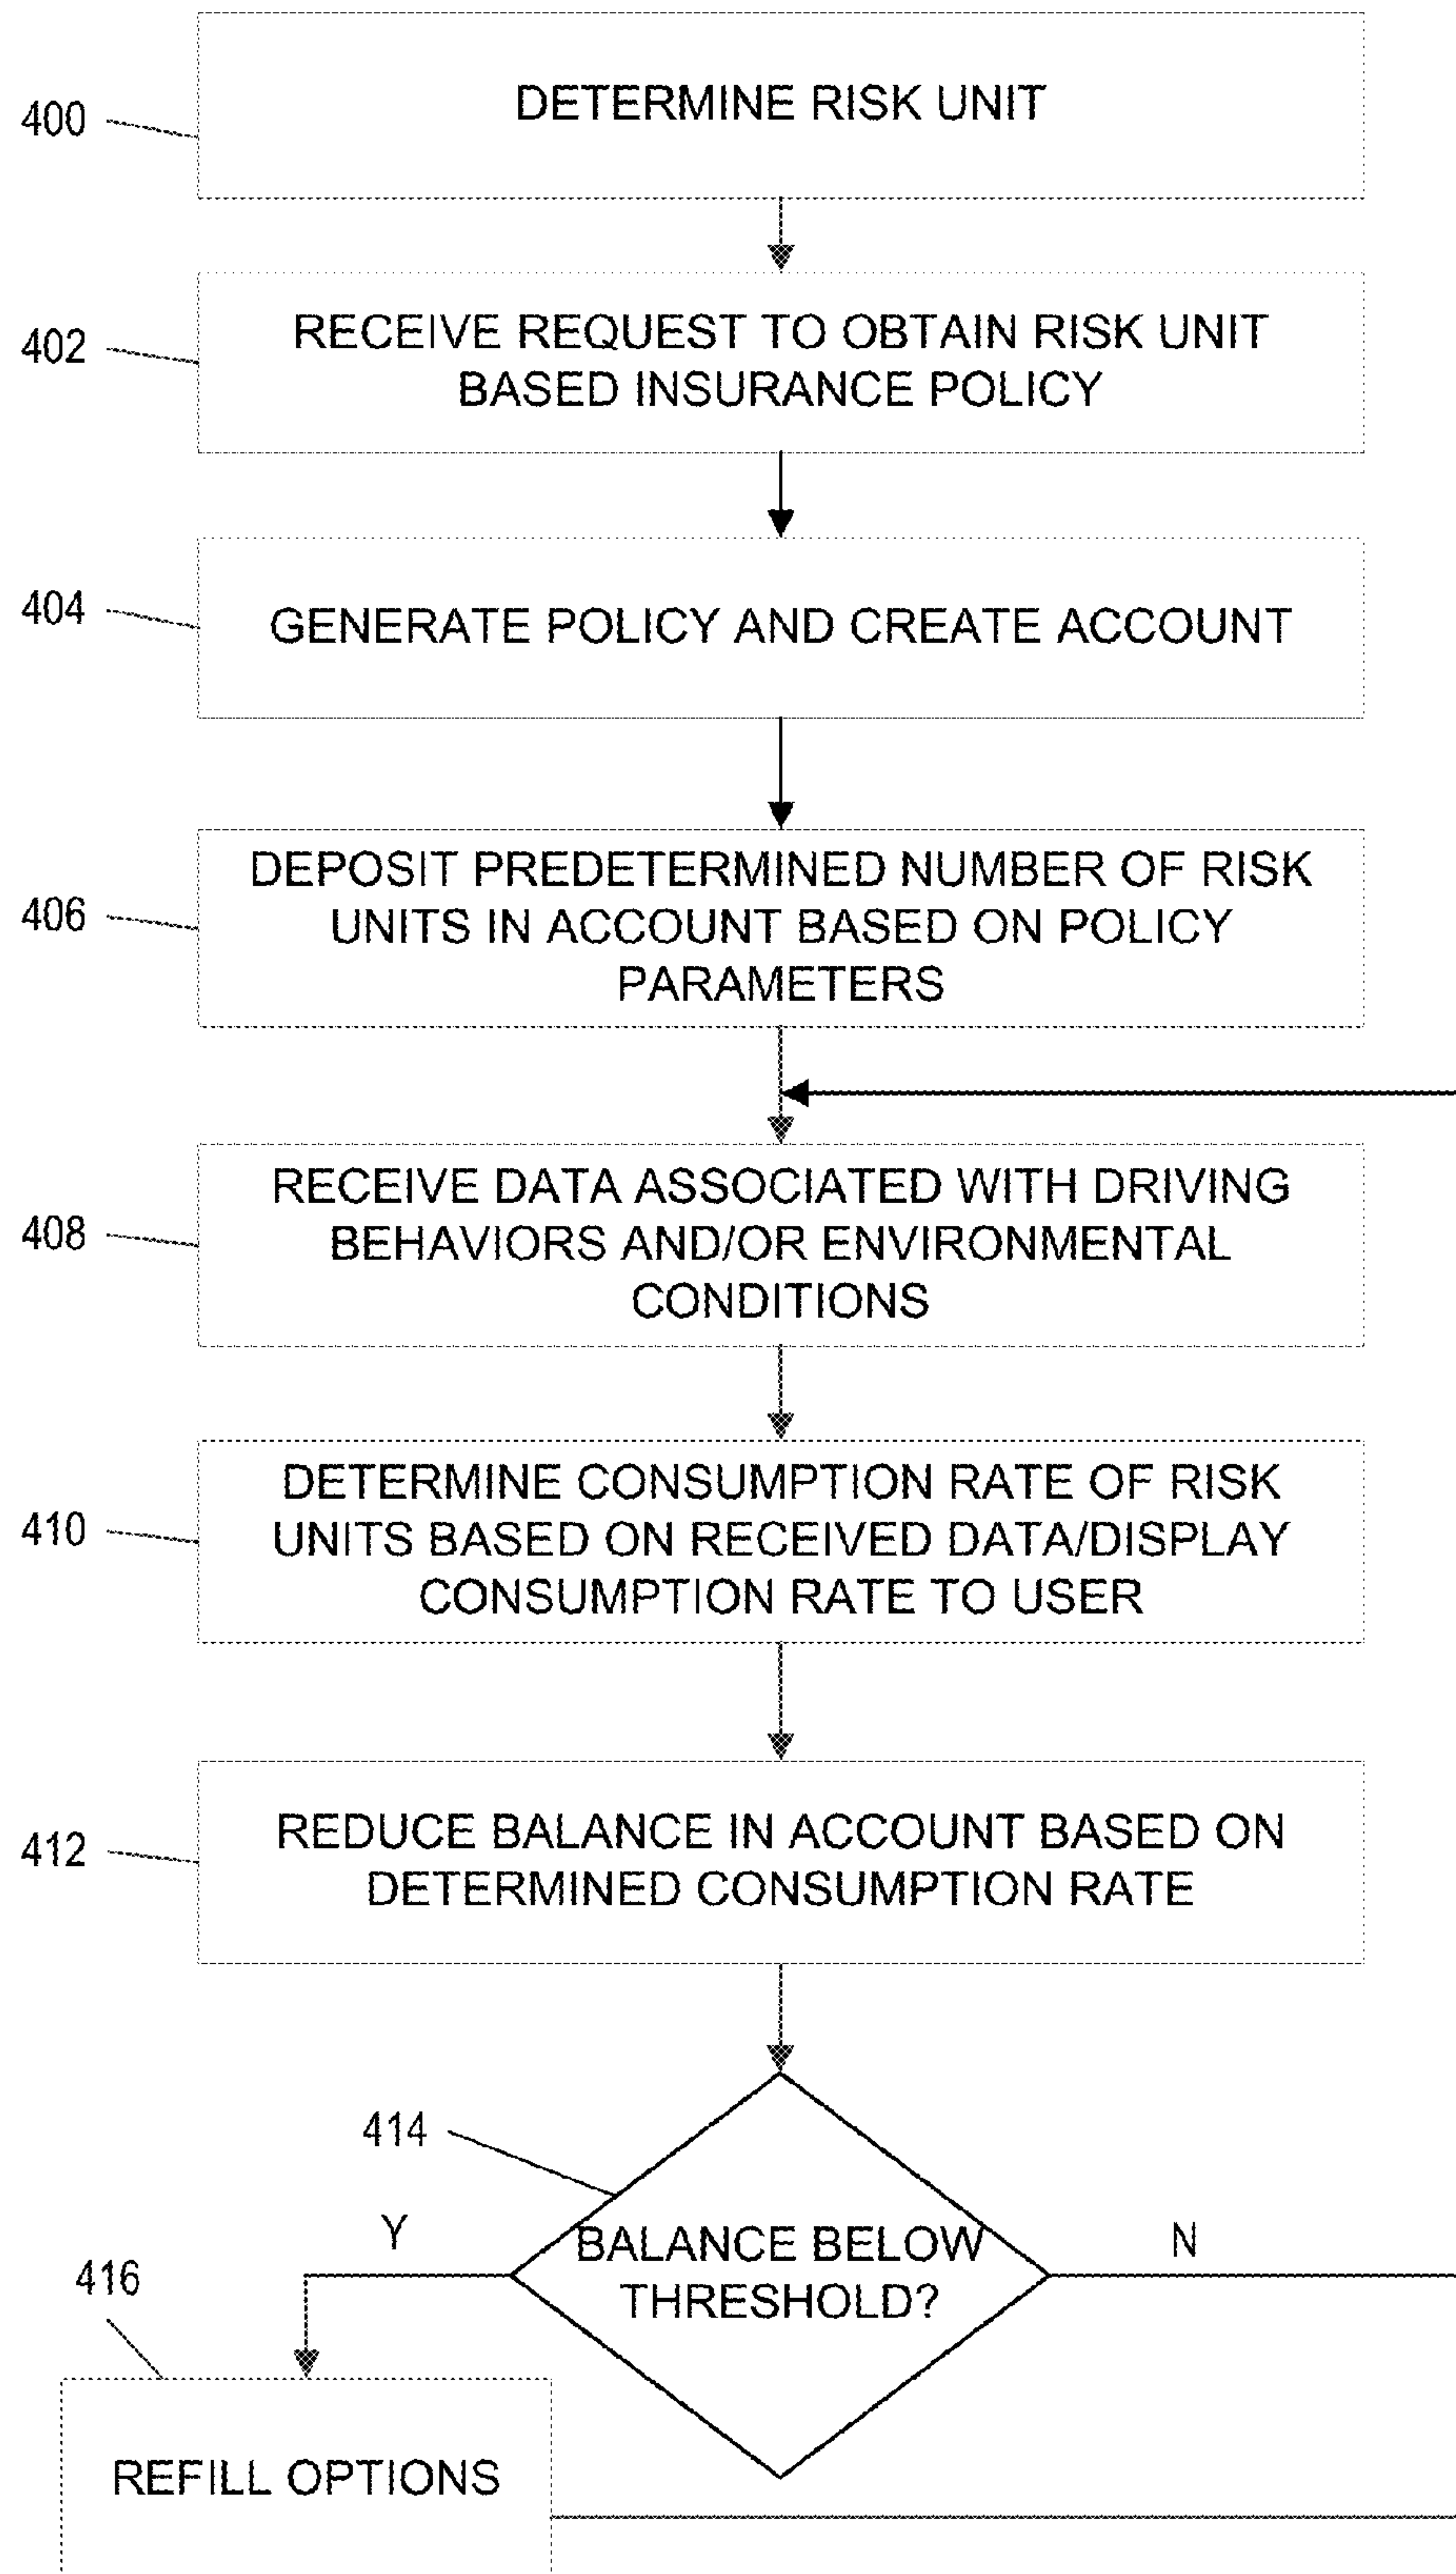 400
DETERMINE RISK UNIT
402
RECEIVE REQUEST TO OBTAIN RISK UNIT
BASED INSURANCE POLICY
404
GENERATE POLICY AND CREATE ACCOUNT
406
DEPOSIT PREDETERMINED NUMBER OF RISK
UNITS IN ACCOUNT BASED ON POLICY
PARAMETERS
408
RECEIVE DATA ASSOCIATED WITH DRIVING
BEHAVIORS AND/OR ENVIRONMENTAL
CONDITIONS
410
DETERMINE CONSUMPTION RATE OF RISK
UNITS BASED ON RECEIVED DATA/DISPLAY
CONSUMPTION RATE TO USER
412
REDUCE BALANCE IN ACCOUNT BASED ON
DETERMINED CONSUMPTION RATE
414
BALANCE BELOW
THRESHOLD?
Y
N
416
REFILL OPTIONS